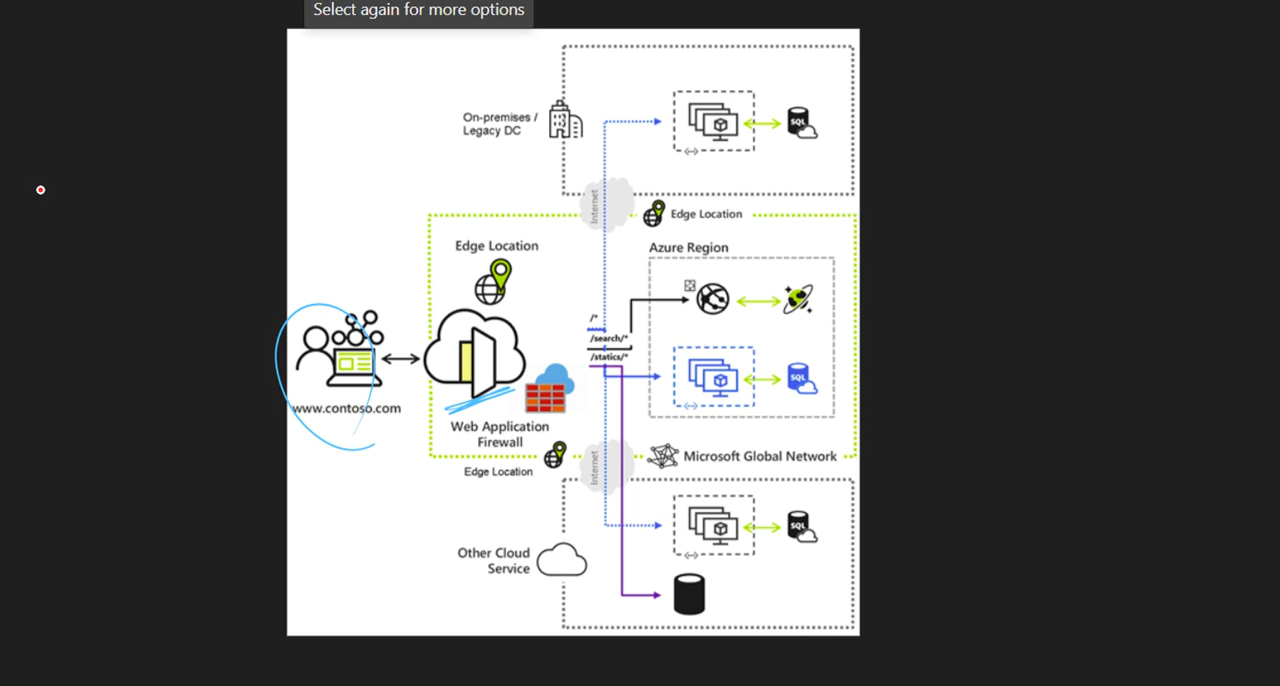 Select again for more options
On-premises /
Legacy DC
SQL
Internet
Edge Location
Edge Location
Azure Region
/*
/search/*
/statics/*
SQL
www.contoso.com
Web Application
Firewall
Edge Location
Internet
Microsoft Global Network
SQL
Other Cloud
Service